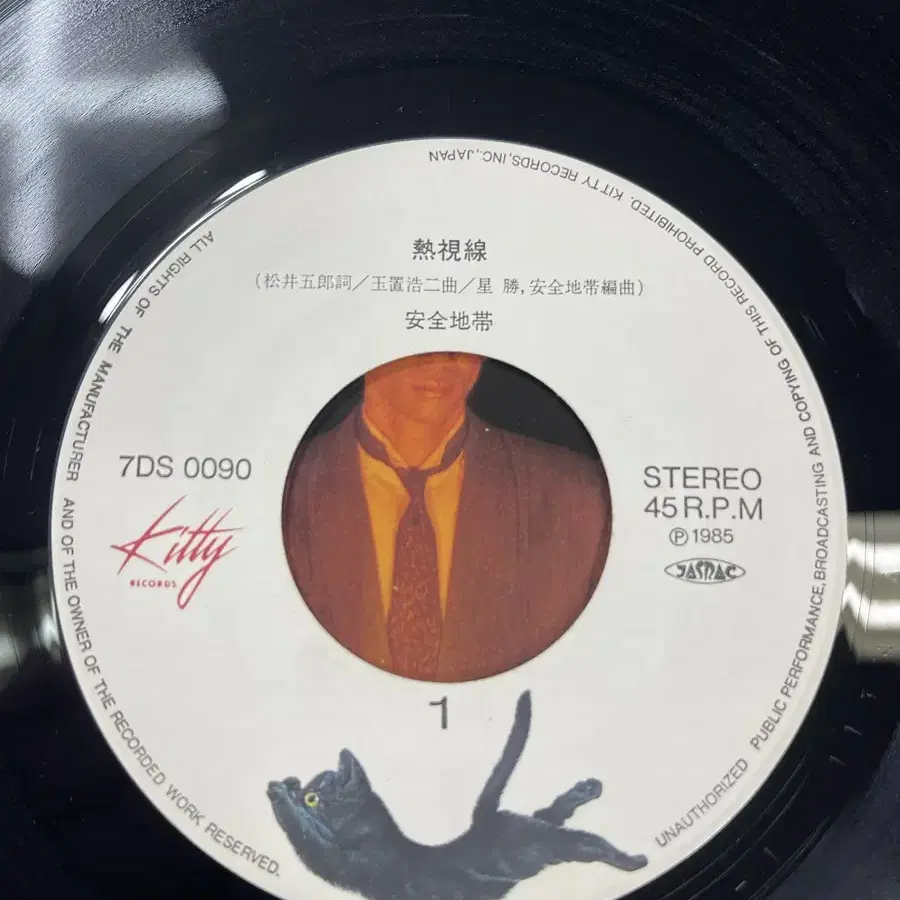 熱視線
(松井五郎詞／玉置浩二曲／星 勝,安全地帯編曲)
安全地帯
7DS 0090
Kitty
RECORDS
STEREO
45 R.P.M
Ⓟ1985
JASRAC
1
ALL RIGHTS OF THE MANUFACTURER AND OF THE OWNER OF THE RECORDED WORK RESERVED.
UNAUTHORIZED PUBLIC PERFORMANCE, BROADCASTING AND COPYING OF THIS RECORD PROHIBITED. KITTY RECORDS, INC. JAPAN